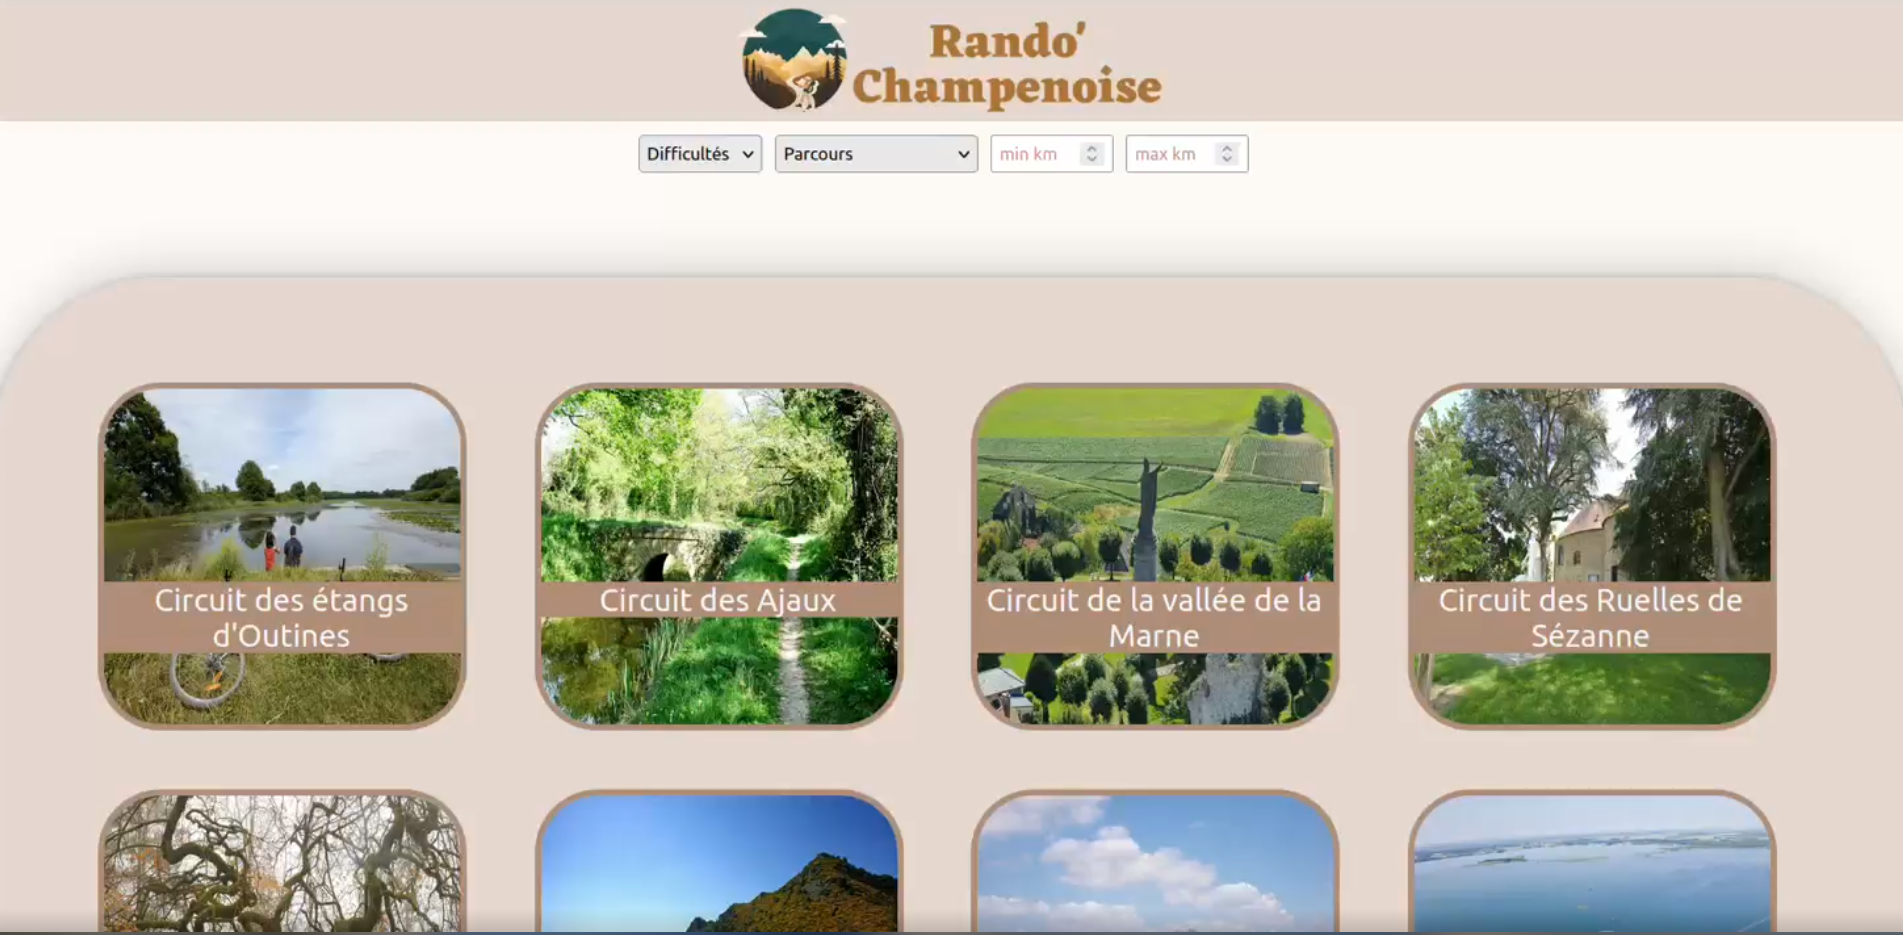 Rando'
Champenoise
Difficultés
Parcours
min km
max km
Circuit des étangs
d'Outines
Circuit des Ajaux
Circuit de la vallée de la
Marne
Circuit des Ruelles de
Sézanne